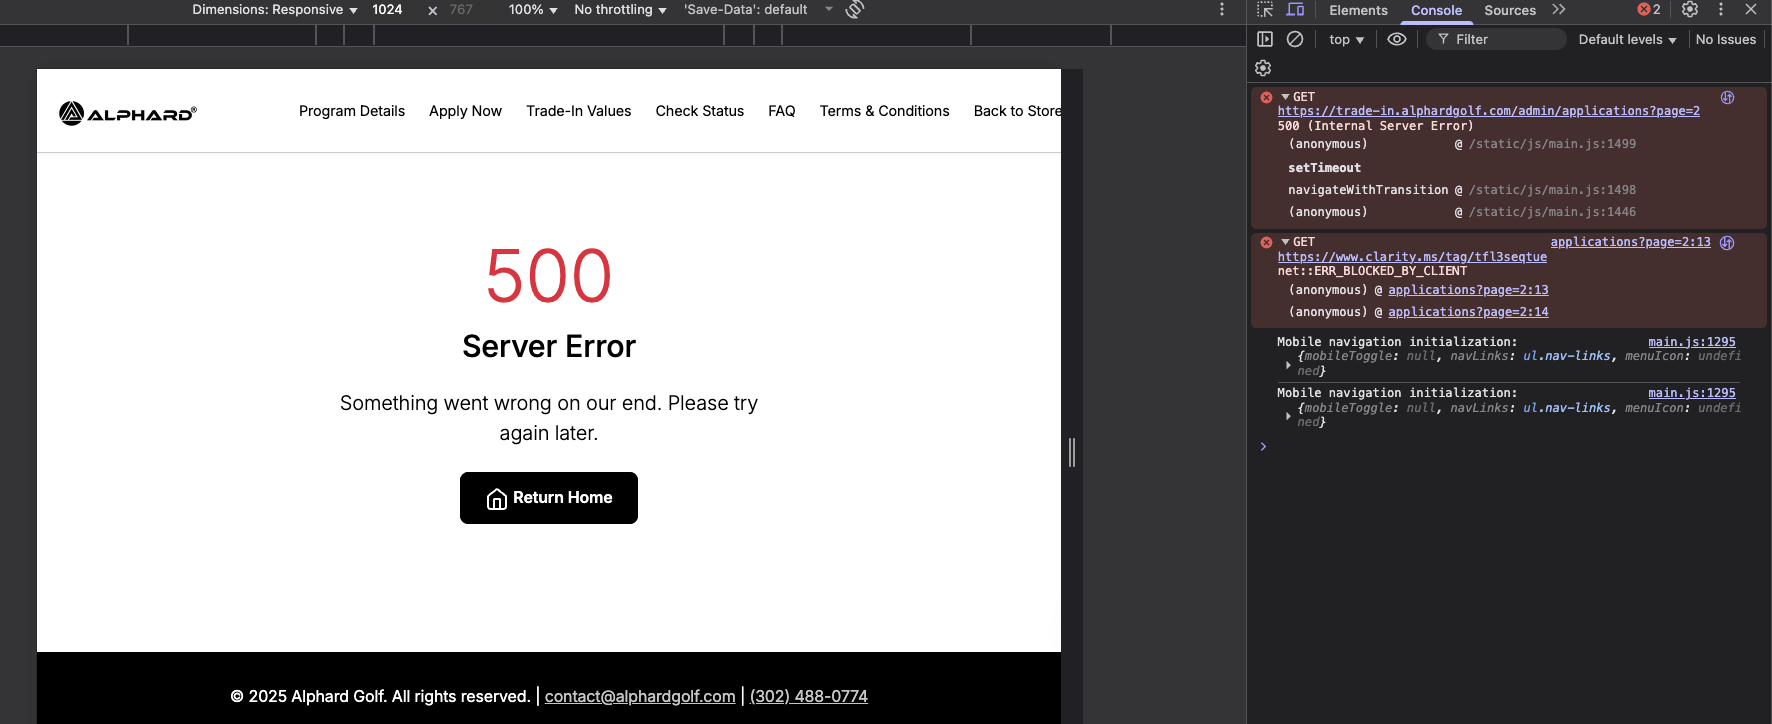 Dimensions: Responsive ▼ 1024 × 767 100% ▼ No throttling ▼ 'Save-Data': default ▼
Elements Console Sources 2
top ▼ Filter Default levels ▼ No Issues
ALPHARD®
Program Details Apply Now Trade-In Values Check Status FAQ Terms & Conditions Back to Store
500
Server Error
Something went wrong on our end. Please try
again later.
Return Home
© 2025 Alphard Golf. All rights reserved. | contact@alphardgolf.com | (302) 488-0774
▼GET
https://trade-in.alphardgolf.com/admin/applications?page=2
500 (Internal Server Error)
(anonymous) @ /static/js/main.js:1499
setTimeout
navigateWithTransition @ /static/js/main.js:1498
(anonymous) @ /static/js/main.js:1446
▼GET applications?page=2:13
https://www.clarity.ms/tag/tfl3seqtue
net::ERR_BLOCKED_BY_CLIENT
(anonymous) @ applications?page=2:13
(anonymous) @ applications?page=2:14
Mobile navigation initialization: main.js:1295
{mobileToggle: null, navLinks: ul.nav-links, menuIcon: undefi
ned}
Mobile navigation initialization: main.js:1295
{mobileToggle: null, navLinks: ul.nav-links, menuIcon: undefi
ned}